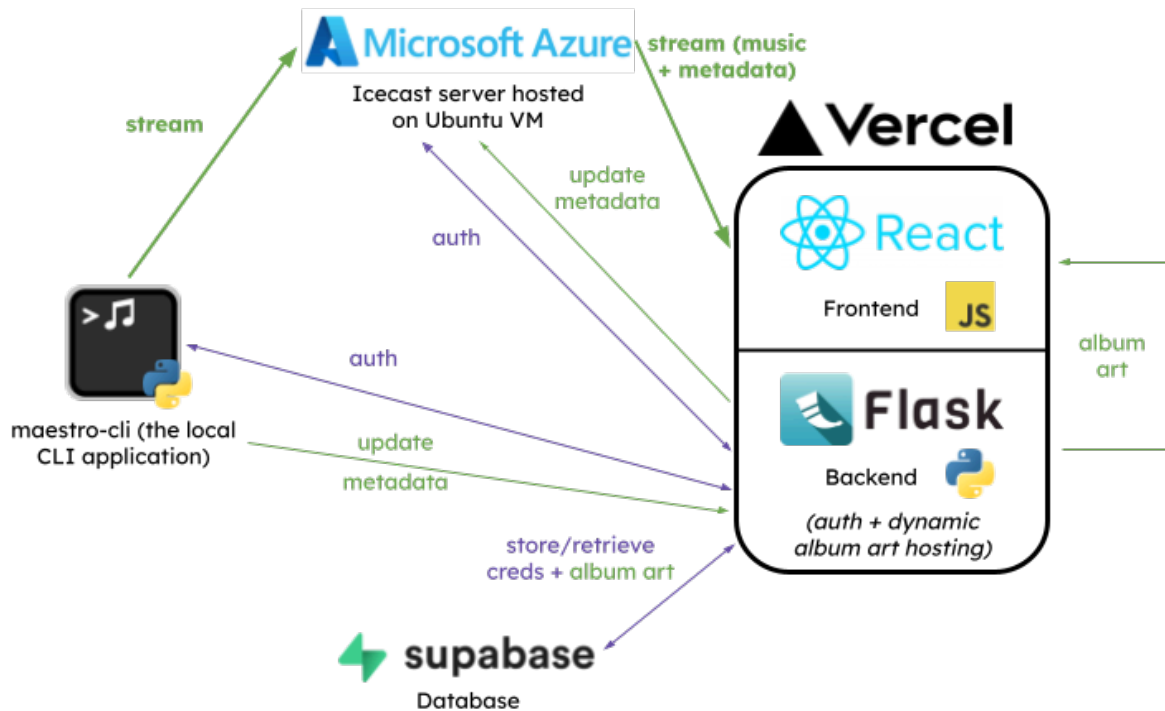 Microsoft Azure
stream (music
+ metadata)
Icecast server hosted
on Ubuntu VM
stream
Vercel
update
metadata
auth
React
Frontend
JS
>
auth
album
art
Flask
maestro-cli (the local
CLI application)
update
metadata
Backend
(auth + dynamic
album art hosting)
store/retrieve
creds + album art
supabase
Database